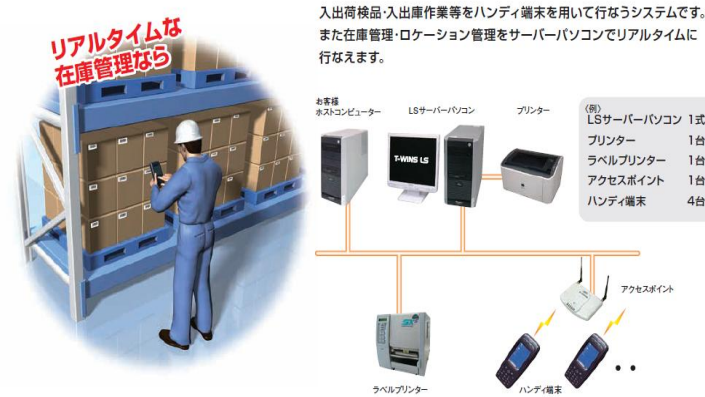 リアルタイムな
在庫管理なら
入出荷検品・入出庫作業等をハンディ端末を用いて行なうシステムです。
また在庫管理・ロケーション管理をサーバーパソコンでリアルタイムに
行なえます。
お客様
ホストコンピューター
LSサーバーパソコン
プリンター
T-WINS LS
〈例〉
LSサーバーパソコン 1式
プリンター 1台
ラベルプリンター 1台
アクセスポイント 1台
ハンディ端末 4台
アクセスポイント
ラベルプリンター
ハンディ端末